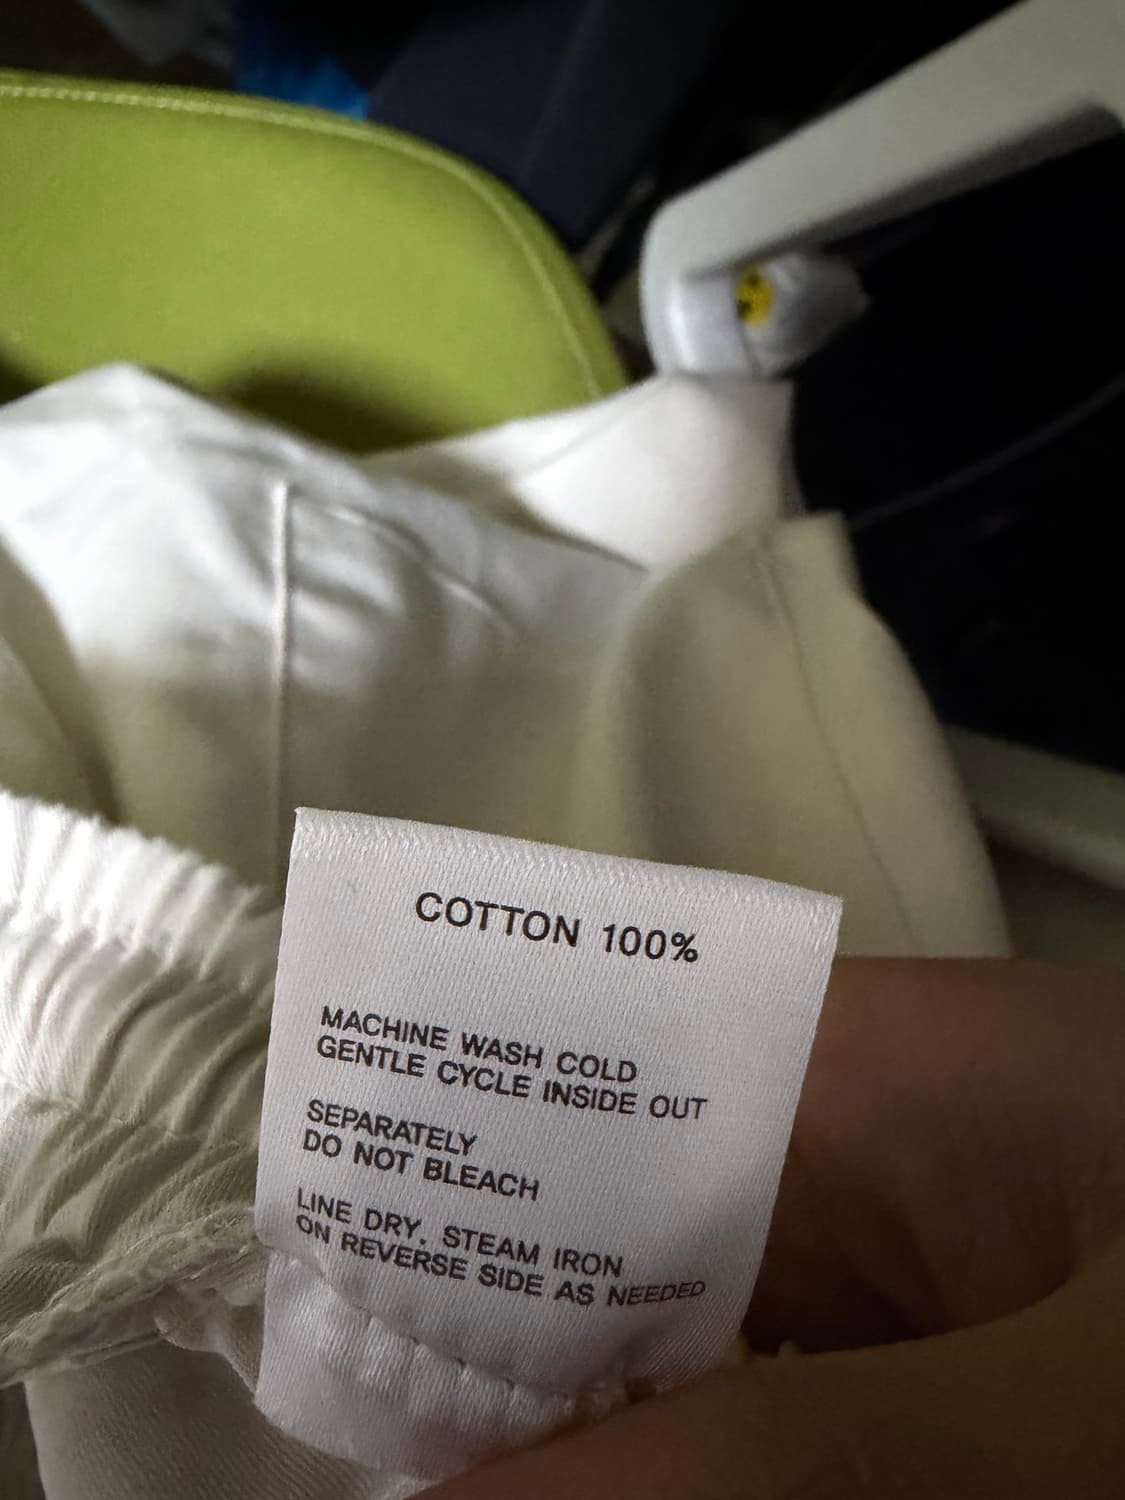 COTTON 100%
MACHINE WASH COLD
GENTLE CYCLE INSIDE OUT
SEPARATELY
DO NOT BLEACH
LINE DRY. STEAM IRON
ON REVERSE SIDE AS NEEDED